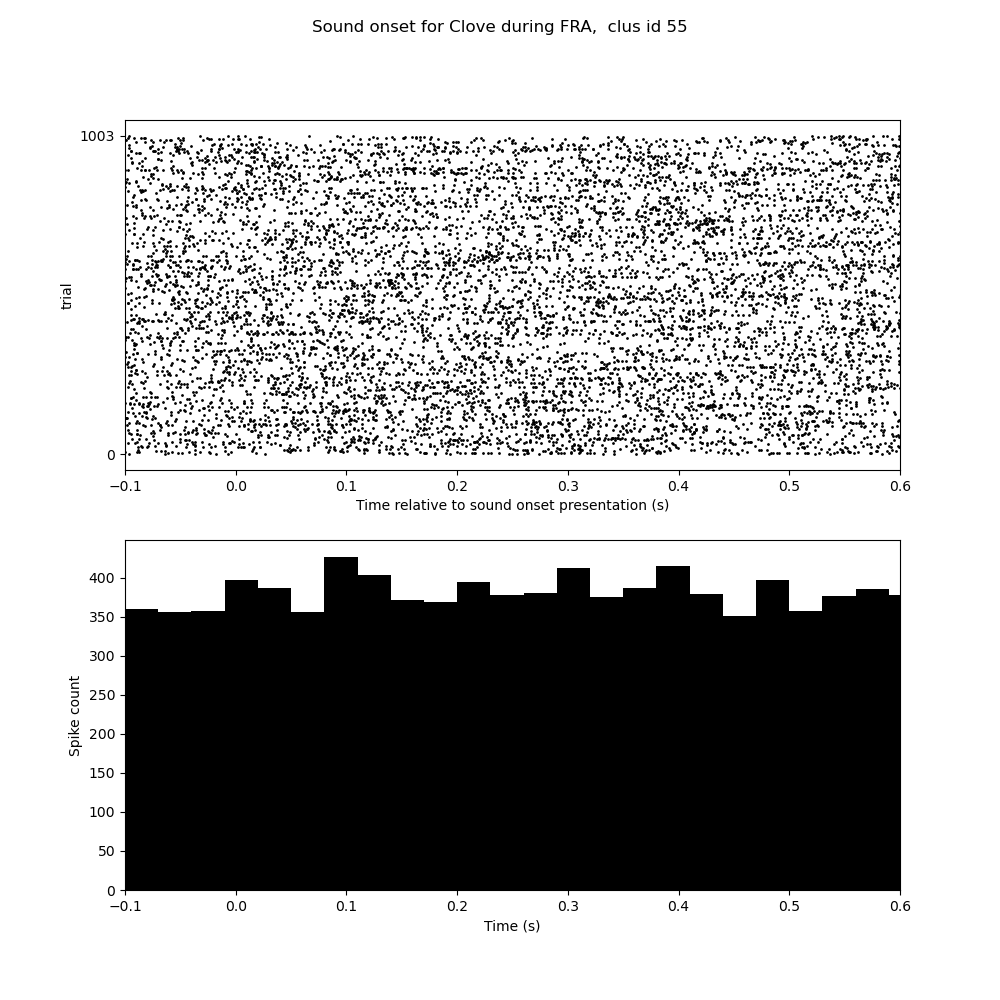 Sound onset for Clove during FRA,  clus id 55
1003
trial
0
−0.1 0.0 0.1 0.2 0.3 0.4 0.5 0.6
Time relative to sound onset presentation (s)
400
350
300
250
200
150
100
50
0
Spike count
−0.1 0.0 0.1 0.2 0.3 0.4 0.5 0.6
Time (s)